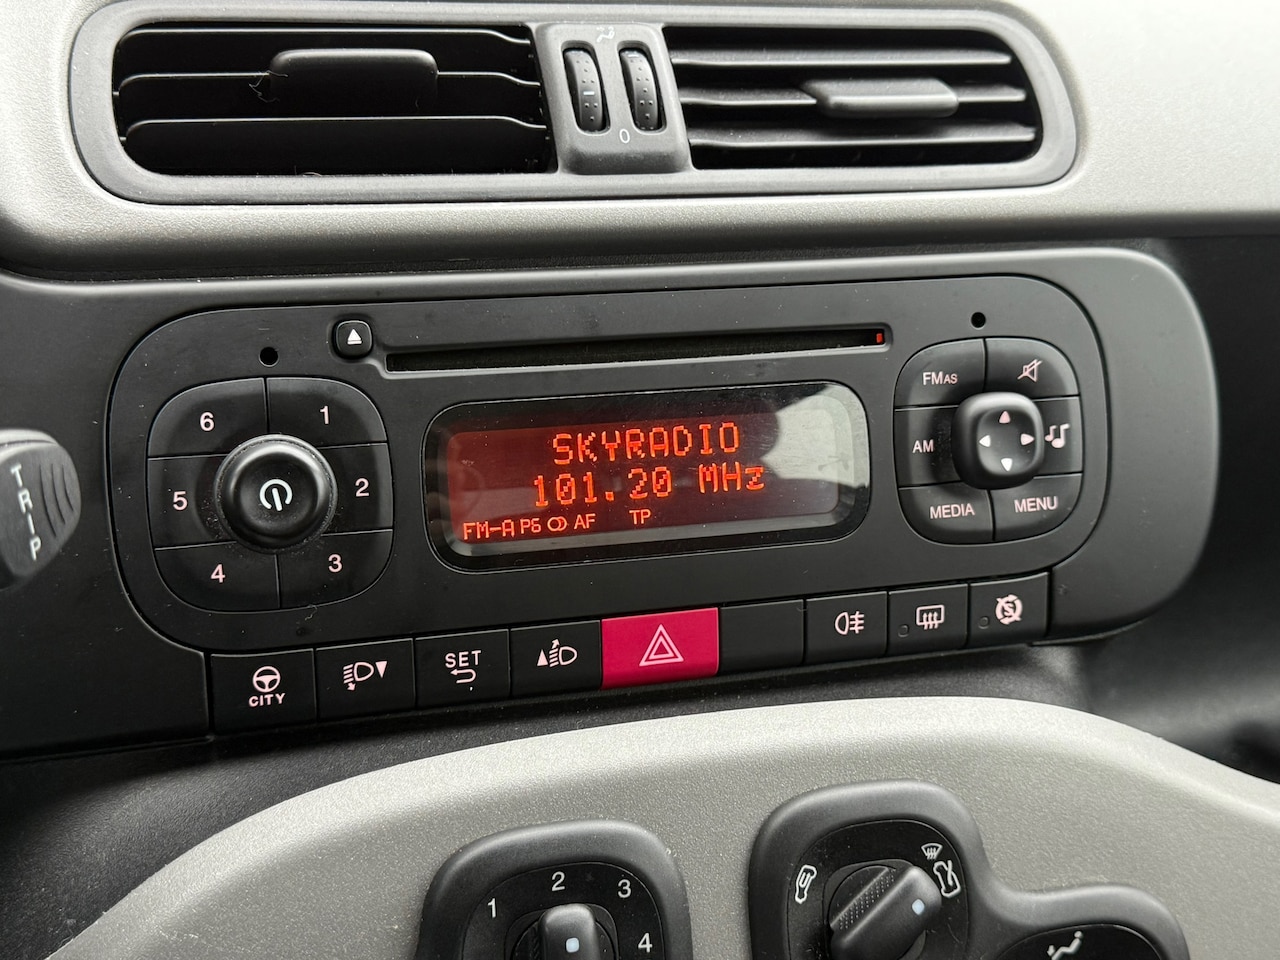 0
6
1
5
2
4
3
SKYRADIO
101.20 MHz
FM-A P6 AF TP
FMAS
AM
MEDIA
MENU
TRIP
CITY
SET
1
2
3
4